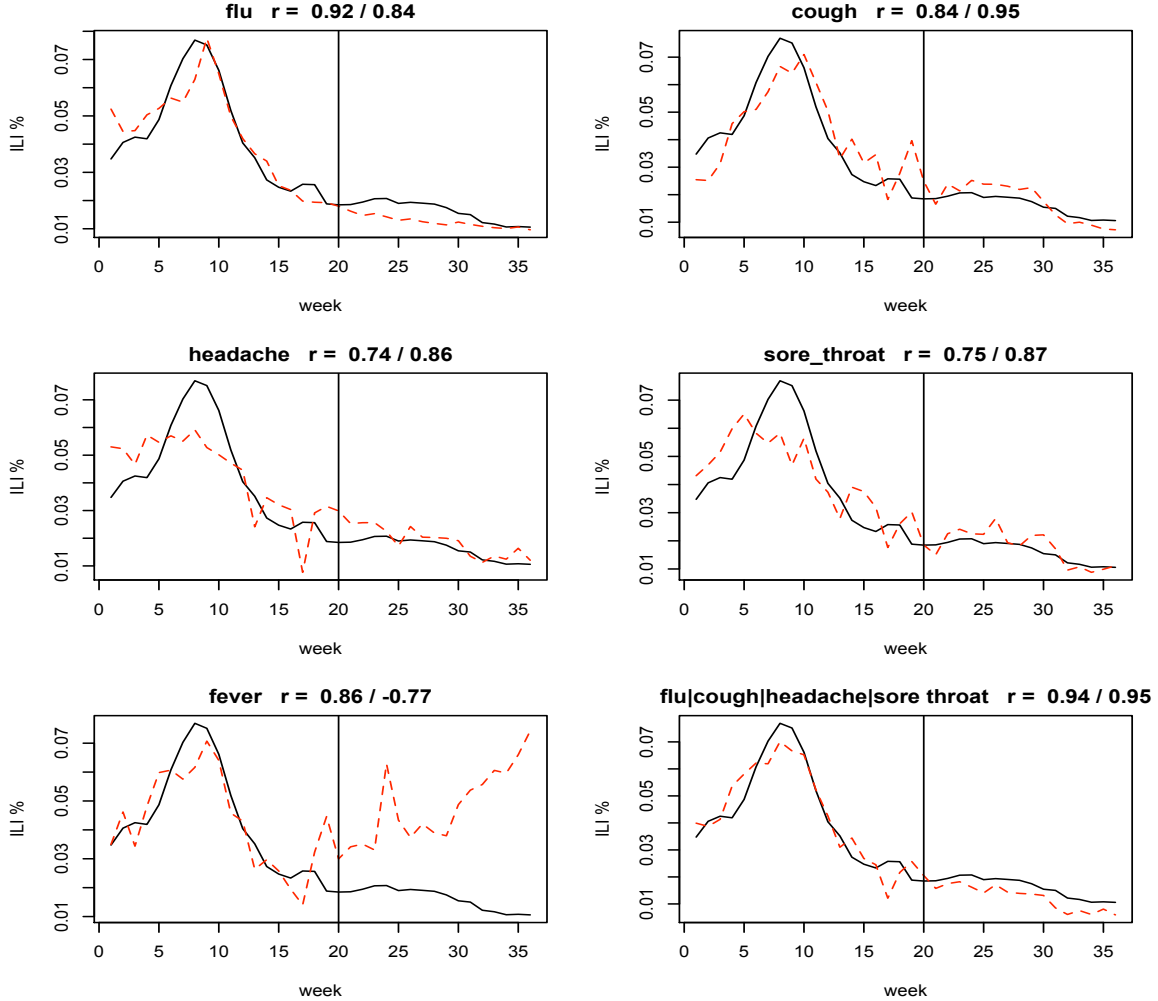 flu r = 0.92 / 0.84
ILI %
0.01 0.03 0.05 0.07
0 5 10 15 20 25 30 35
week
cough r = 0.84 / 0.95
ILI %
0.01 0.03 0.05 0.07
0 5 10 15 20 25 30 35
week
headache r = 0.74 / 0.86
ILI %
0.01 0.03 0.05 0.07
0 5 10 15 20 25 30 35
week
sore_throat r = 0.75 / 0.87
ILI %
0.01 0.03 0.05 0.07
0 5 10 15 20 25 30 35
week
fever r = 0.86 / -0.77
ILI %
0.01 0.03 0.05 0.07
0 5 10 15 20 25 30 35
week
flu|cough|headache|sore throat r = 0.94 / 0.95
ILI %
0.01 0.03 0.05 0.07
0 5 10 15 20 25 30 35
week